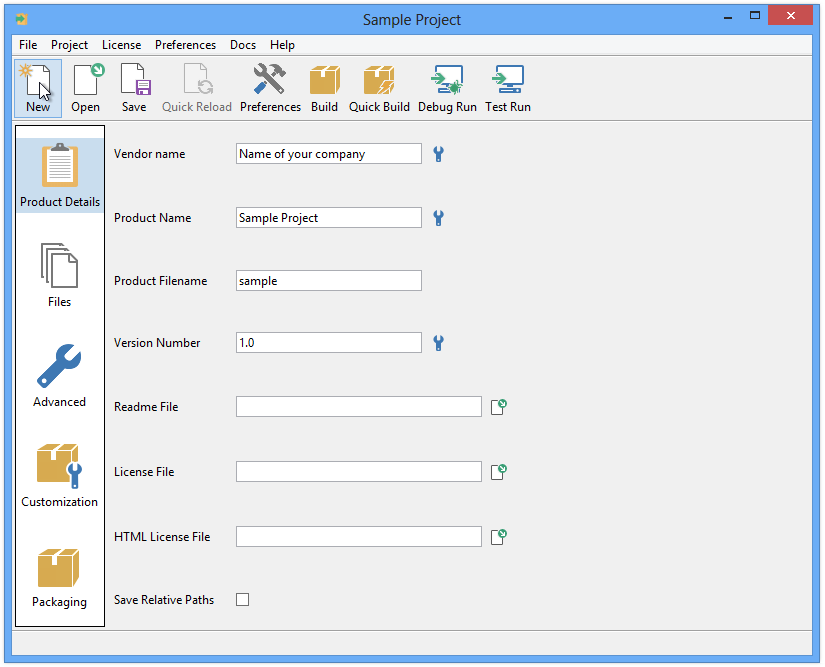 Sample Project
File Project License Preferences Docs Help
New Open Save Quick Reload Preferences Build Quick Build Debug Run Test Run
Product Details
Files
Advanced
Customization
Packaging
Vendor name Name of your company
Product Name Sample Project
Product Filename sample
Version Number 1.0
Readme File
License File
HTML License File
Save Relative Paths